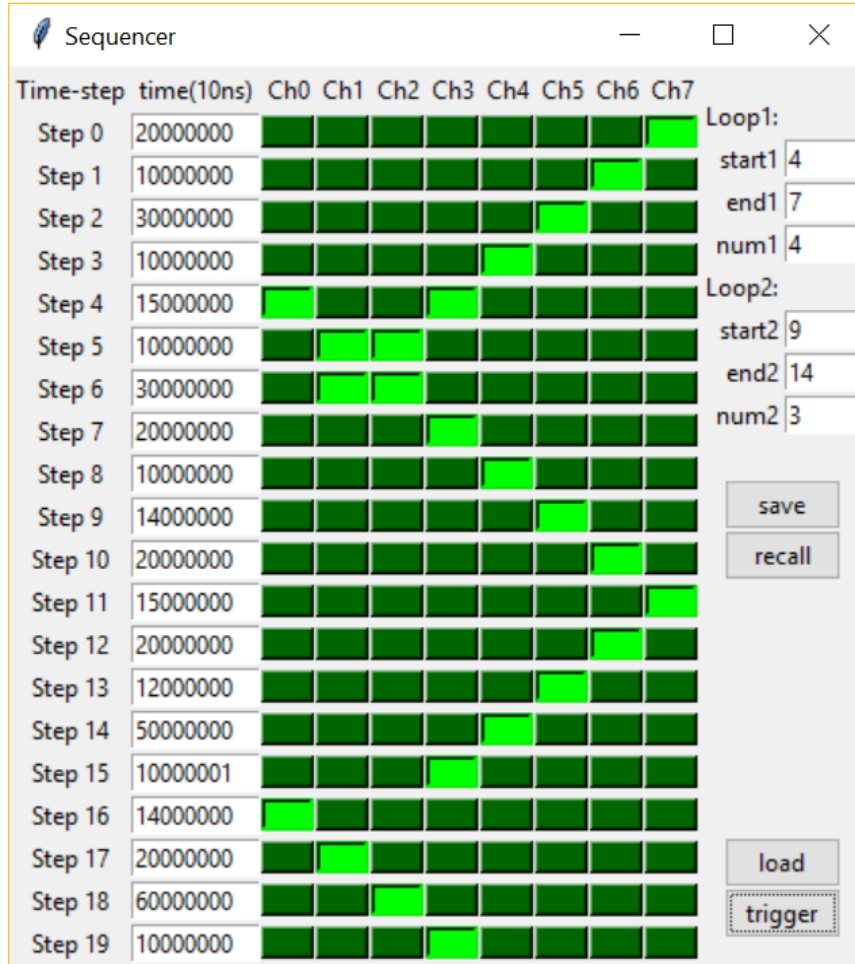 Sequencer
Time-step time(10ns) Ch0 Ch1 Ch2 Ch3 Ch4 Ch5 Ch6 Ch7
Step 0 20000000
Step 1 10000000
Step 2 30000000
Step 3 10000000
Step 4 15000000
Step 5 10000000
Step 6 30000000
Step 7 20000000
Step 8 10000000
Step 9 14000000
Step 10 20000000
Step 11 15000000
Step 12 20000000
Step 13 12000000
Step 14 50000000
Step 15 10000001
Step 16 14000000
Step 17 20000000
Step 18 60000000
Step 19 10000000
Loop1:
start1 4
end1 7
num1 4
Loop2:
start2 9
end2 14
num2 3
save
recall
load
trigger